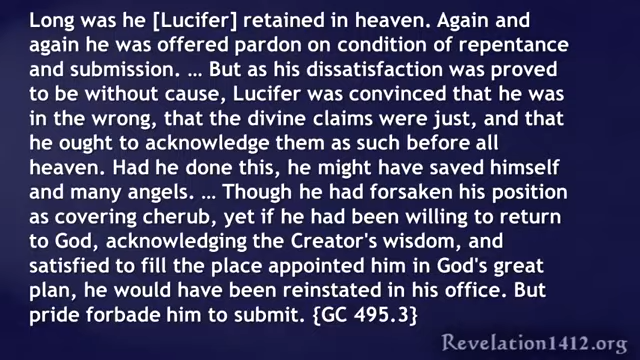 Long was he [Lucifer] retained in heaven. Again and
again he was offered pardon on condition of repentance
and submission. … But as his dissatisfaction was proved
to be without cause, Lucifer was convinced that he was
in the wrong, that the divine claims were just, and that
he ought to acknowledge them as such before all
heaven. Had he done this, he might have saved himself
and many angels. … Though he had forsaken his position
as covering cherub, yet if he had been willing to return
to God, acknowledging the Creator's wisdom, and
satisfied to fill the place appointed him in God's great
plan, he would have been reinstated in his office. But
pride forbade him to submit. {GC 495.3}
Revelation1412.org